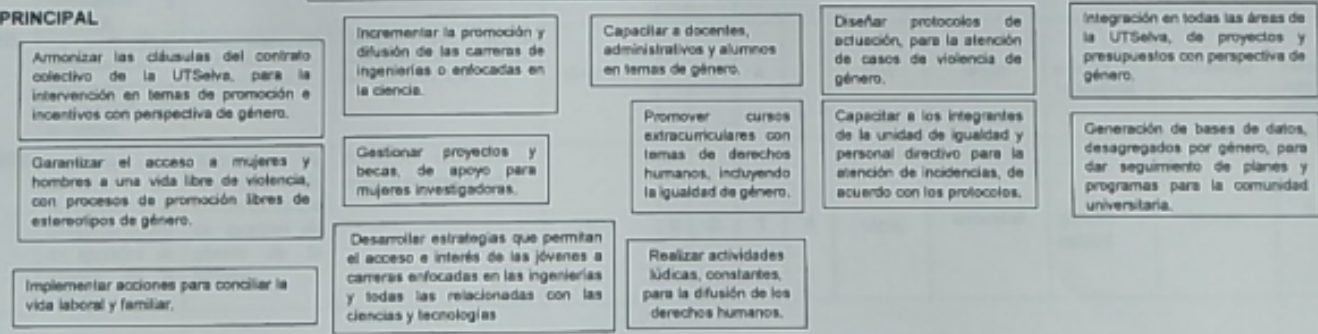 PRINCIPAL
Armonizar las cláusulas del contrato
colectivo de la UTSelva, para la
intervención en temas de promoción e
incentivos con perspectiva de género.
Garantizar el acceso a mujeres y
hombres a una vida libre de violencia,
con procesos de promoción libres de
estereotipos de género.
Implementar acciones para conciliar la
vida laboral y familiar.
Incrementar la promoción y
difusión de las carreras de
ingenierías o enfocadas en
la ciencia.
Gestionar proyectos y
becas, de apoyo para
mujeres investigadoras.
Desarrollar estrategias que permitan
el acceso e interés de las jóvenes a
carreras enfocadas en las ingenierías
y todas las relacionadas con las
ciencias y tecnologías
Capacitar a docentes,
administrativos y alumnos
en temas de género.
Promover cursos
extracurriculares con
temas de derechos
humanos, incluyendo
la igualdad de género.
Realizar actividades
lúdicas, constantes,
para la difusión de los
derechos humanos.
Diseñar protocolos de
actuación, para la atención
de casos de violencia de
género.
Capacitar a los integrantes
de la unidad de igualdad y
personal directivo para la
atención de incidencias, de
acuerdo con los protocolos.
Integración en todas las áreas de
la UTSelva, de proyectos y
presupuestos con perspectiva de
género.
Generación de bases de datos,
desagregados por género, para
dar seguimiento de planes y
programas para la comunidad
universitaria.